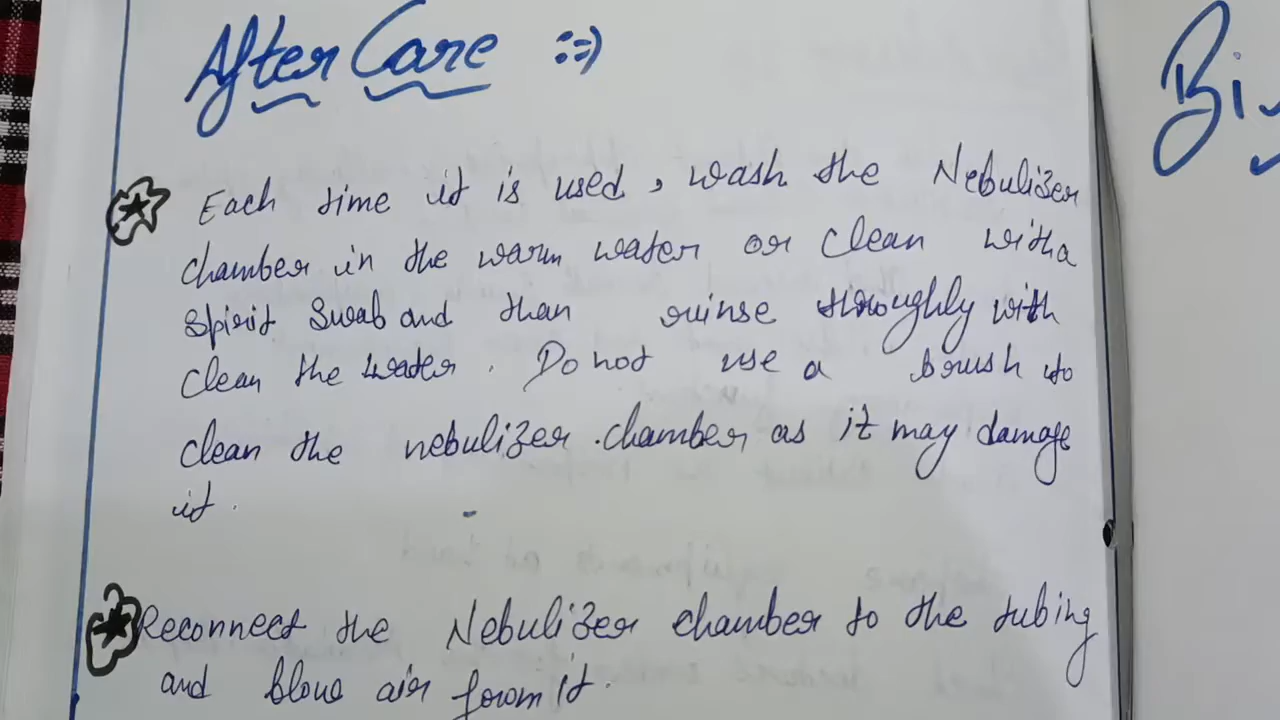 After Care ::⇒)
Each time it is used, wash the Nebulizer
chamber in the warm water or clean with a
spirit swab and than rinse throughly with
clean the water. Do not use a brush to
clean the nebulizer chamber as it may damage
it.
Reconnect the Nebulizer chamber to the tubing
and blow air from it.
Bi